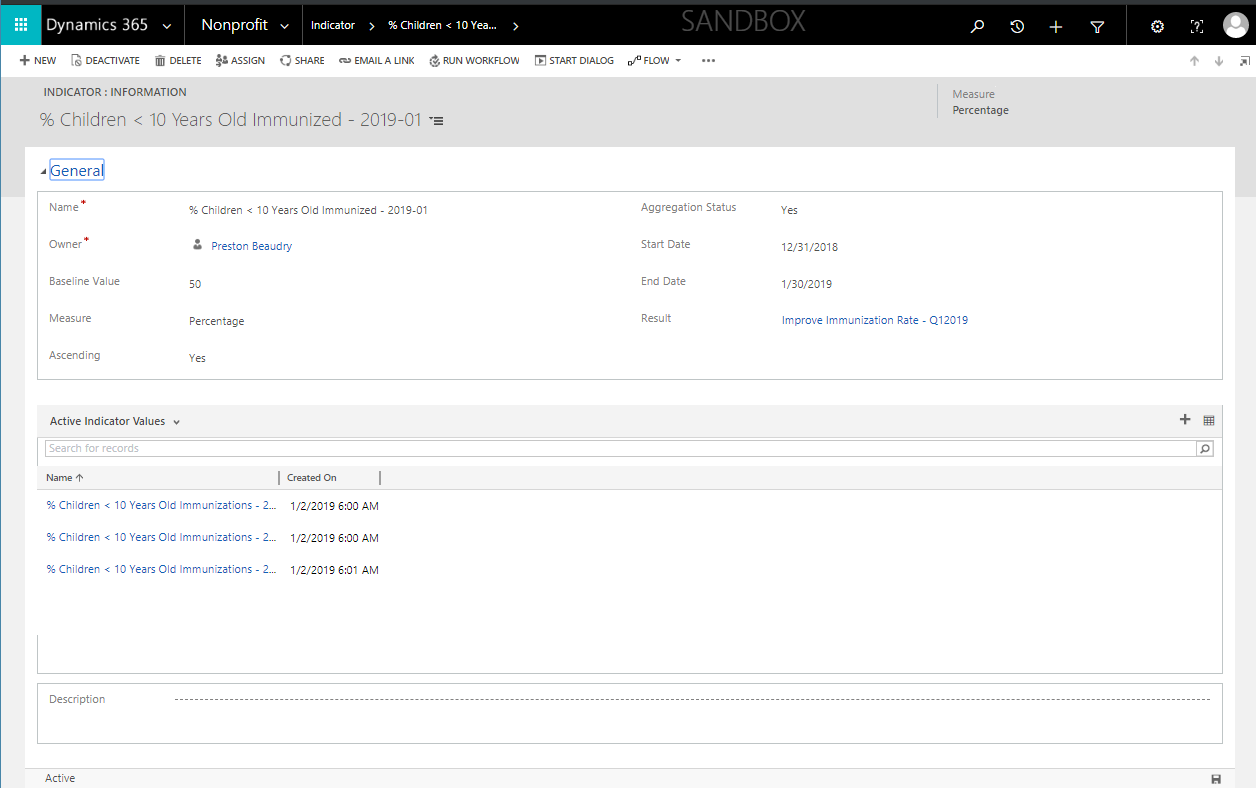 Dynamics 365 Nonprofit Indicator % Children < 10 Yea... SANDBOX
NEW DEACTIVATE DELETE ASSIGN SHARE EMAIL A LINK RUN WORKFLOW START DIALOG FLOW ...
INDICATOR : INFORMATION
% Children < 10 Years Old Immunized - 2019-01
Measure
Percentage
General
Name* % Children < 10 Years Old Immunized - 2019-01
Owner* Preston Beaudry
Baseline Value 50
Measure Percentage
Ascending Yes
Aggregation Status Yes
Start Date 12/31/2018
End Date 1/30/2019
Result Improve Immunization Rate - Q12019
Active Indicator Values
Search for records
Name Created On
% Children < 10 Years Old Immunizations - 2... 1/2/2019 6:00 AM
% Children < 10 Years Old Immunizations - 2... 1/2/2019 6:00 AM
% Children < 10 Years Old Immunizations - 2... 1/2/2019 6:01 AM
Description
Active